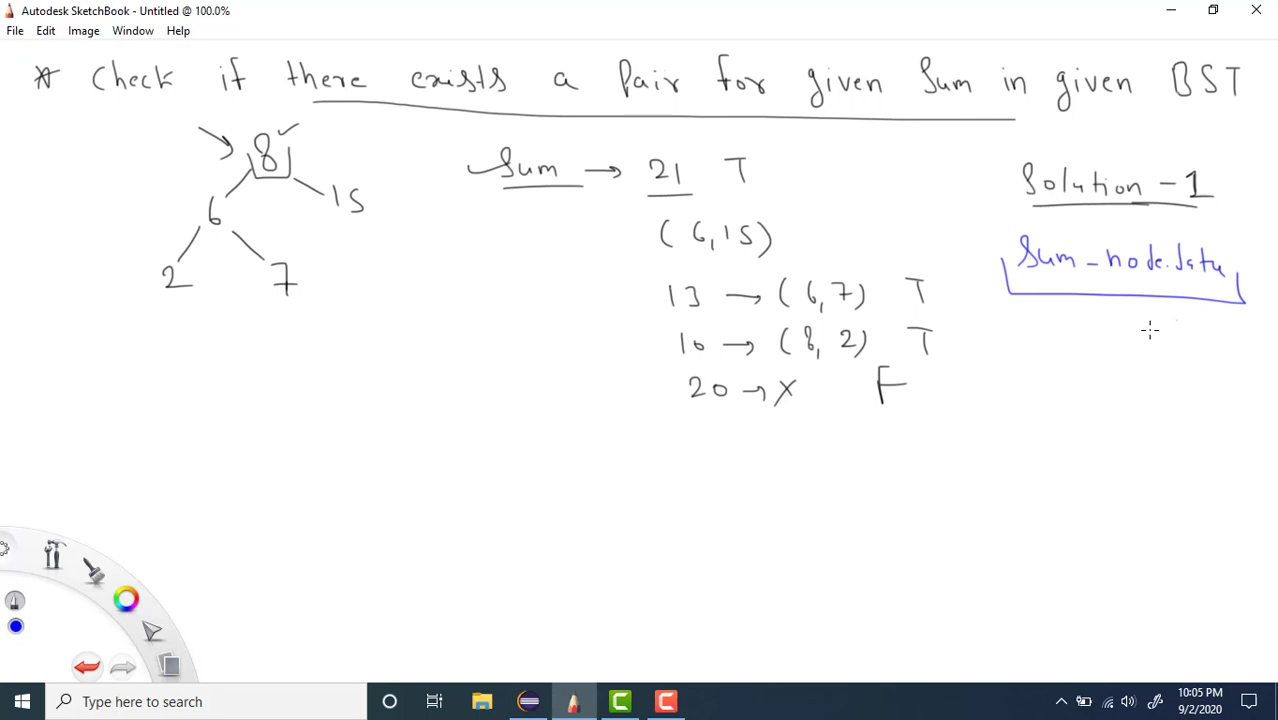 Autodesk SketchBook - Untitled @ 100.0%
File Edit Image Window Help
* Check if there exists a Pair for given Sum in given BST
8
6 15
2 7
Sum → 21 T
(6,15)
13 → (6,7) T
10 → (8,2) T
20 → X F
Solution - 1
Sum - node.data
Type here to search
10:05 PM
9/2/2020